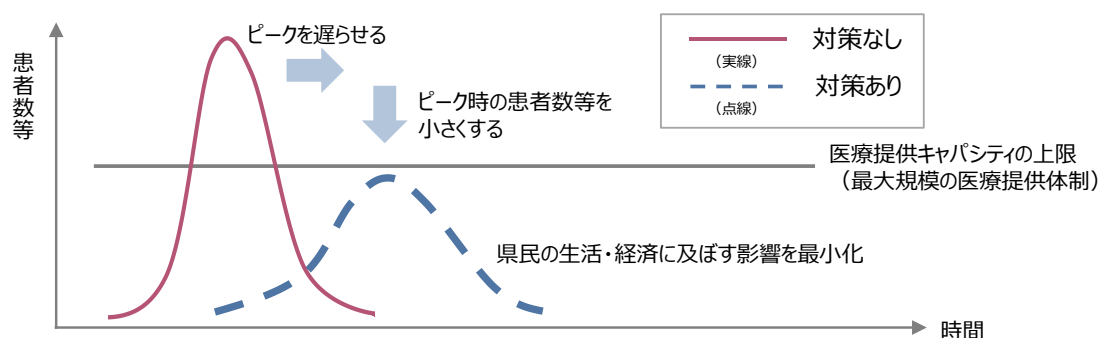 ピークを遅らせる
対策なし
（実線）
対策あり
（点線）
患者数等
ピーク時の患者数等を
小さくする
医療提供キャパシティの上限
（最大規模の医療提供体制）
県民の生活・経済に及ぼす影響を最小化
時間